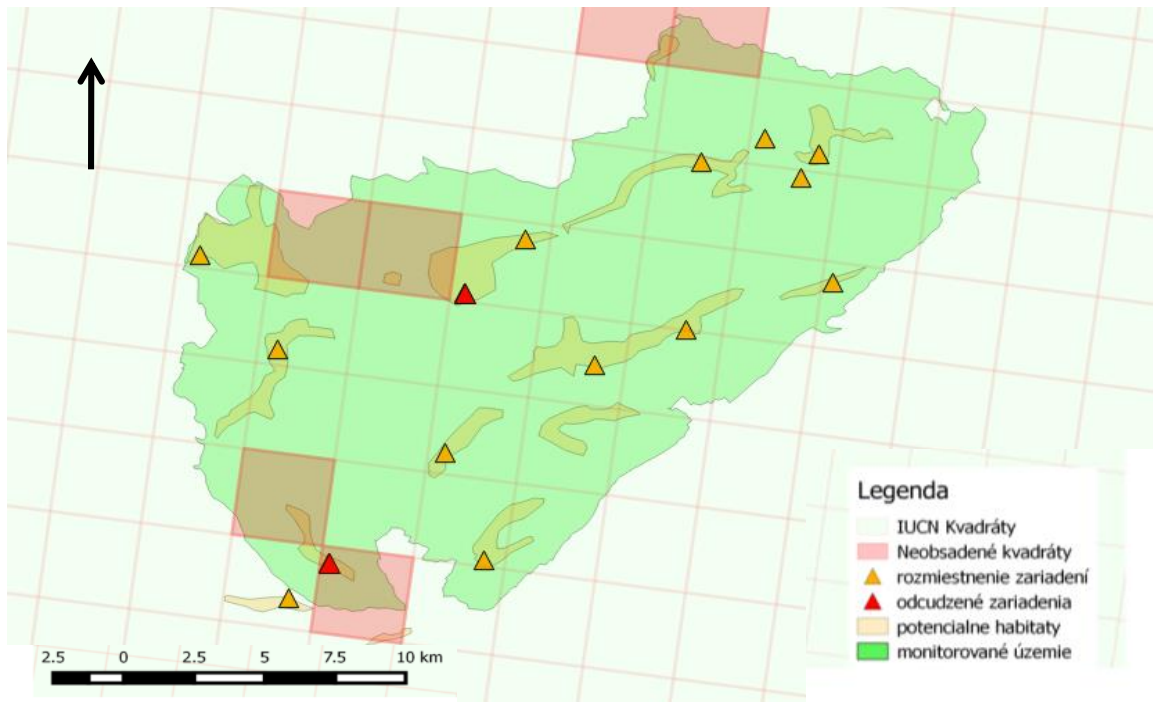 Legenda
IUCN Kvadráty
Neobsadené kvadráty
rozmiestnenie zariadení
odcudzené zariadenia
potencialne habitaty
monitorované územie
2.5 0 2.5 5 7.5 10 km